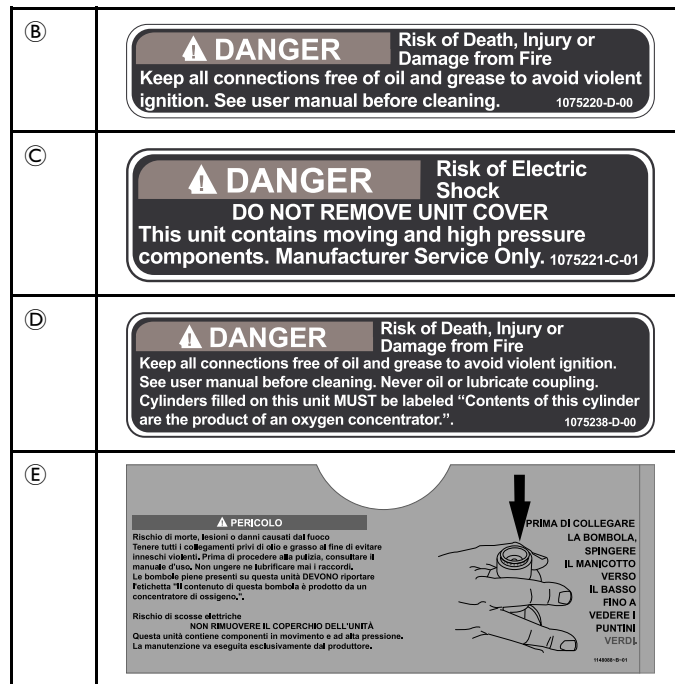 Ⓑ
⚠ DANGER Risk of Death, Injury or
Damage from Fire
Keep all connections free of oil and grease to avoid violent
ignition. See user manual before cleaning. 1075220-D-00
Ⓒ
⚠ DANGER Risk of Electric
Shock
DO NOT REMOVE UNIT COVER
This unit contains moving and high pressure
components. Manufacturer Service Only. 1075221-C-01
Ⓓ
⚠ DANGER Risk of Death, Injury or
Damage from Fire
Keep all connections free of oil and grease to avoid violent ignition.
See user manual before cleaning. Never oil or lubricate coupling.
Cylinders filled on this unit MUST be labeled “Contents of this cylinder
are the product of an oxygen concentrator.”. 1075238-D-00
Ⓔ
⚠ PERICOLO
Rischio di morte, lesioni o danni causati dal fuoco
Tenere tutti i collegamenti privi di olio e grasso al fine di evitare
inneschi violenti. Prima di procedere alla pulizia, consultare il
manuale d'uso. Non ungere ne lubrificare mai i raccordi.
Le bombole piene presenti su questa unità DEVONO riportare
l'etichetta "Il contenuto di questa bombola è prodotto da un
concentratore di ossigeno.".
Rischio di scosse elettriche
NON RIMUOVERE IL COPERCHIO DELL'UNITÀ
Questa unità contiene componenti in movimento e ad alta pressione.
La manutenzione va eseguita esclusivamente dal produttore.
PRIMA DI COLLEGARE
LA BOMBOLA,
SPINGERE
IL MANICOTTO
VERSO
IL BASSO
FINO A
VEDERE I
PUNTINI
VERDI.